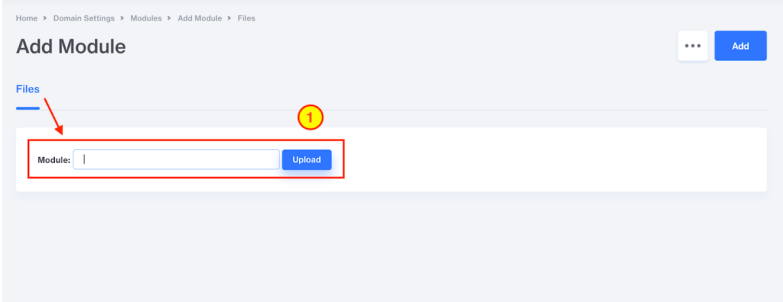 Home > Domain Settings > Modules > Add Module > Files
Add Module
... Add
Files
1
Module: Upload